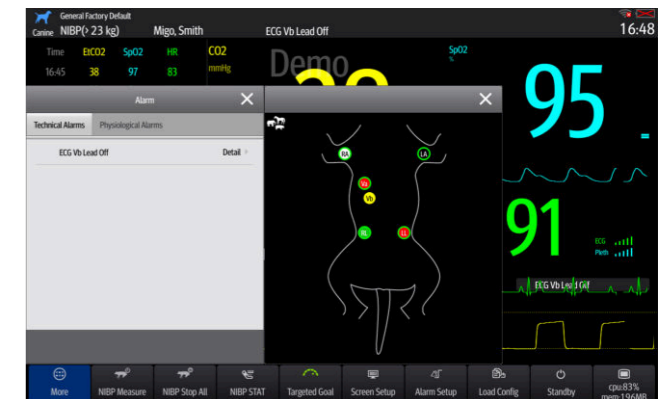 General Factory Default
Canine NIBP(> 23 kg) Migo, Smith ECG Vb Lead Off 16:48
Time EtCO2 SpO2 HR CO2
16:45 38 97 83 mmHg
Demo
SpO2
%
95
Alarm
Technical Alarms Physiological Alarms
ECG Vb Lead Off Detail
RA LA
Va
Vb
RL LL
91
ECG
Pleth
ECG Vb Lead Off
More NIBP Measure NIBP Stop All NIBP STAT Targeted Goal Screen Setup Alarm Setup Load Config Standby cpu:83%
mem:196MB